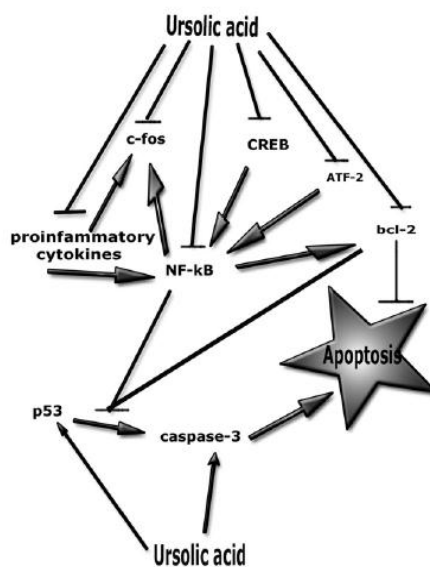 Ursolic acid
c-fos
CREB
ATF-2
bcl-2
proinfammatory
cytokines
NF-kB
Apoptosis
p53
caspase-3
Ursolic acid